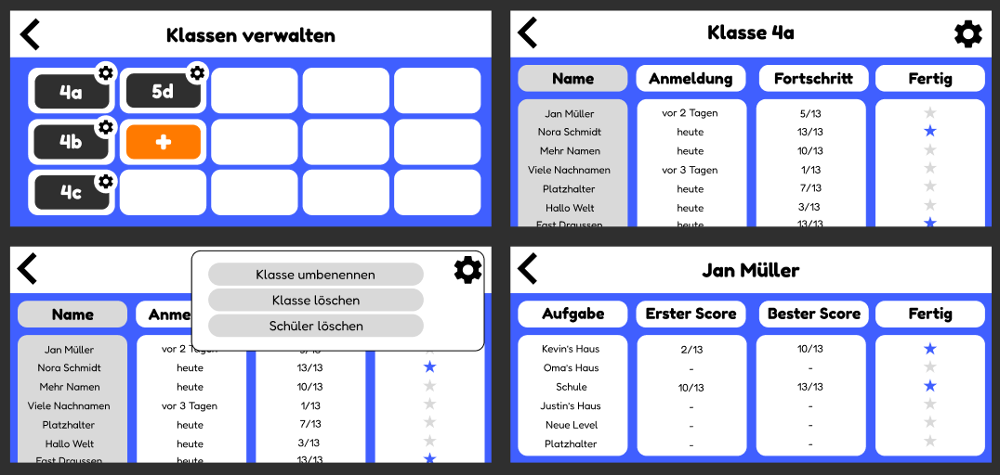 Klassen verwalten
4a
5d
4b
+
4c
Klasse 4a
Name Anmeldung Fortschritt Fertig
Jan Müller vor 2 Tagen 5/13
Nora Schmidt heute 13/13
Mehr Namen heute 10/13
Viele Nachnamen vor 3 Tagen 1/13
Platzhalter heute 7/13
Hallo Welt heute 3/13
Fast Draussen heute 13/13
Klasse umbenennen
Klasse löschen
Schüler löschen
Name Anme
Jan Müller vor 2 Tagen 5/13
Nora Schmidt heute 13/13
Mehr Namen heute 10/13
Viele Nachnamen vor 3 Tagen 1/13
Platzhalter heute 7/13
Hallo Welt heute 3/13
Fast Draussen heute 13/13
Jan Müller
Aufgabe Erster Score Bester Score Fertig
Kevin's Haus 2/13 10/13
Oma's Haus - -
Schule 10/13 13/13
Justin's Haus - -
Neue Level - -
Platzhalter - -